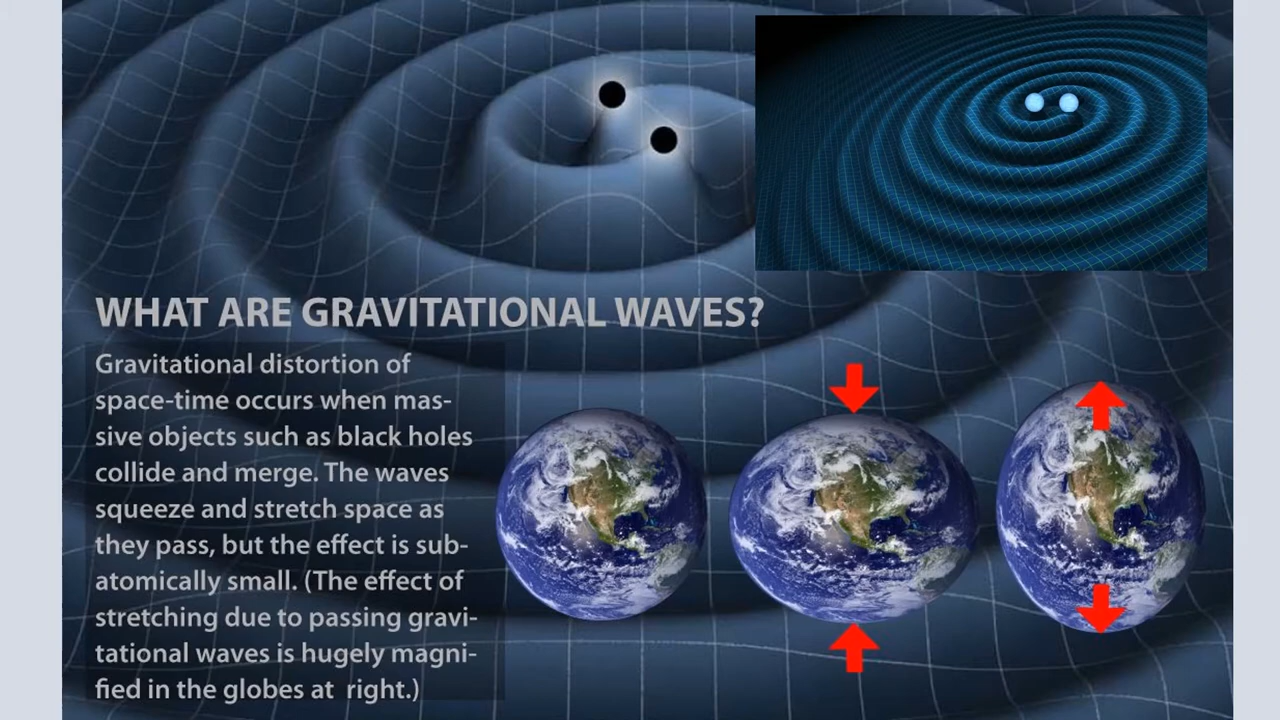 WHAT ARE GRAVITATIONAL WAVES?
Gravitational distortion of
space-time occurs when mas-
sive objects such as black holes
collide and merge. The waves
squeeze and stretch space as
they pass, but the effect is sub-
atomically small. (The effect of
stretching due to passing gravi-
tational waves is hugely magni-
fied in the globes at  right.)